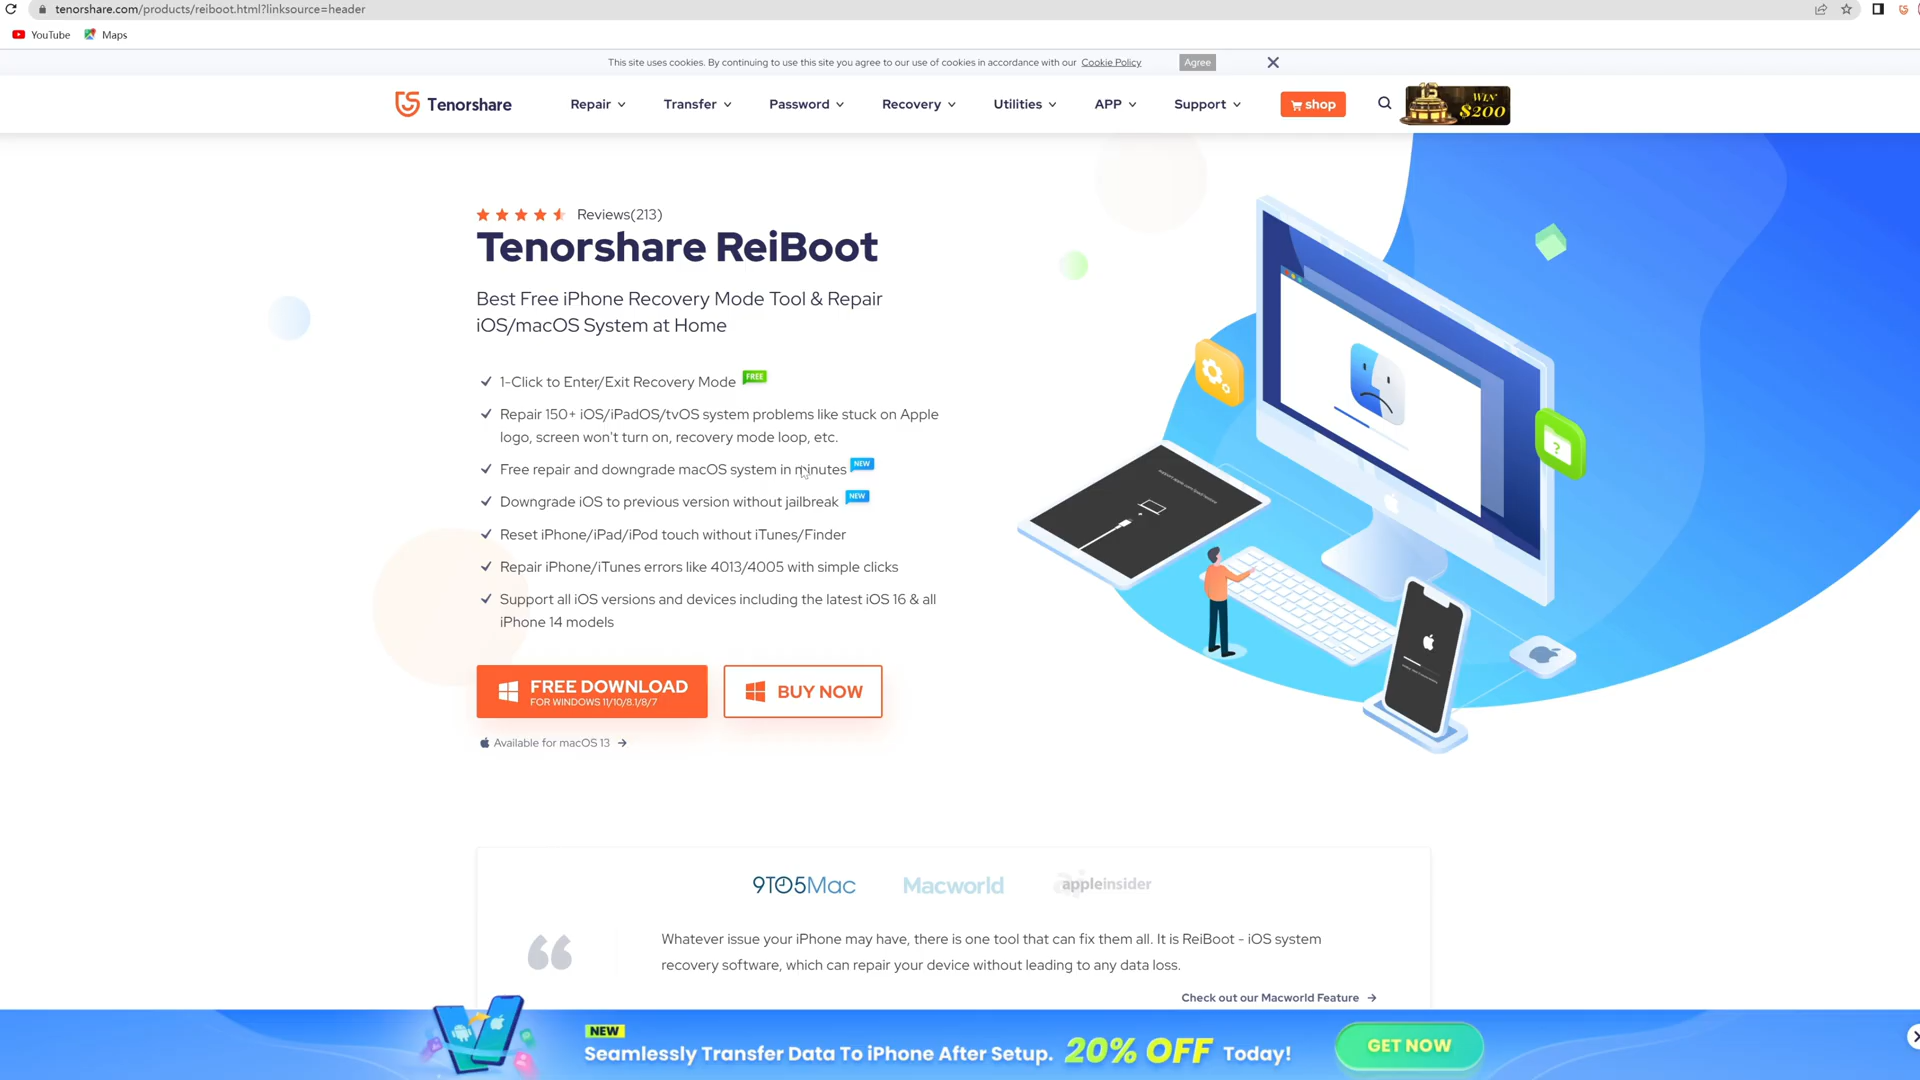 tenorshare.com/products/reiboot.html?linksource=header
YouTube Maps
This site uses cookies. By continuing to use this site you agree to our use of cookies in accordance with our Cookie Policy Agree
Tenorshare Repair Transfer Password Recovery Utilities APP Support shop WIN $200
Reviews(213)
Tenorshare ReiBoot
Best Free iPhone Recovery Mode Tool & Repair
iOS/macOS System at Home
1-Click to Enter/Exit Recovery Mode FREE
Repair 150+ iOS/iPadOS/tvOS system problems like stuck on Apple
logo, screen won't turn on, recovery mode loop, etc.
Free repair and downgrade macOS system in minutes NEW
Downgrade iOS to previous version without jailbreak NEW
Reset iPhone/iPad/iPod touch without iTunes/Finder
Repair iPhone/iTunes errors like 4013/4005 with simple clicks
Support all iOS versions and devices including the latest iOS 16 & all
iPhone 14 models
FREE DOWNLOAD
FOR WINDOWS 11/10/8.1/8/7
BUY NOW
Available for macOS 13
9TO5Mac Macworld appleinsider
Whatever issue your iPhone may have, there is one tool that can fix them all. It is ReiBoot - iOS system
recovery software, which can repair your device without leading to any data loss.
Check out our Macworld Feature
NEW
Seamlessly Transfer Data To iPhone After Setup. 20% OFF Today!
GET NOW